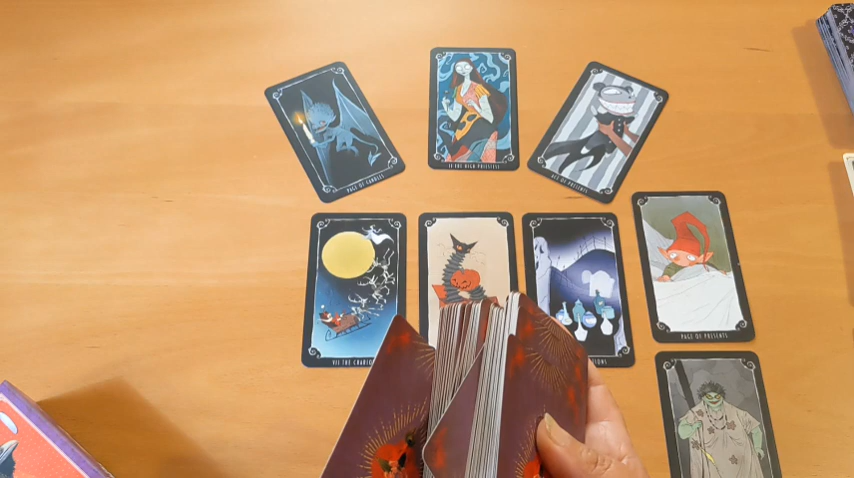 PAGE OF CANDLES
II THE HIGH PRIESTESS
ACE OF PRESENTS
VII THE CHARIOT
PAGE OF PRESENTS